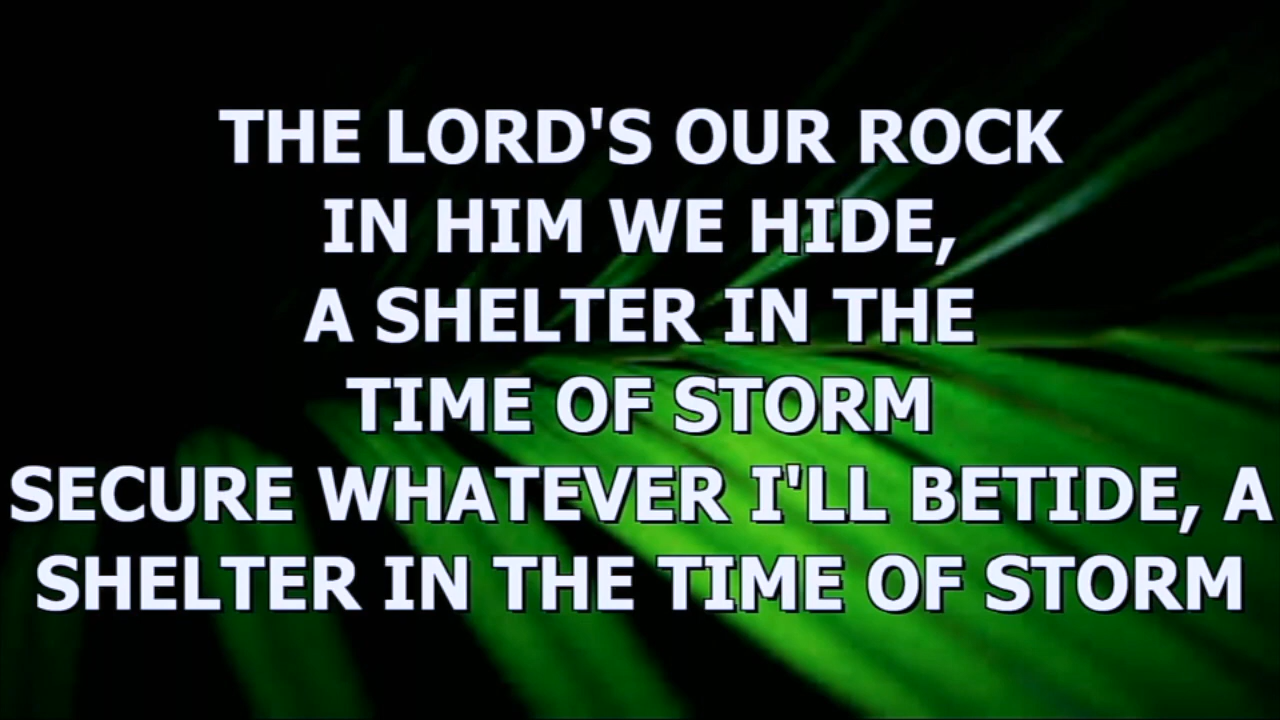 THE LORD'S OUR ROCK
IN HIM WE HIDE,
A SHELTER IN THE
TIME OF STORM
SECURE WHATEVER I'LL BETIDE, A
SHELTER IN THE TIME OF STORM